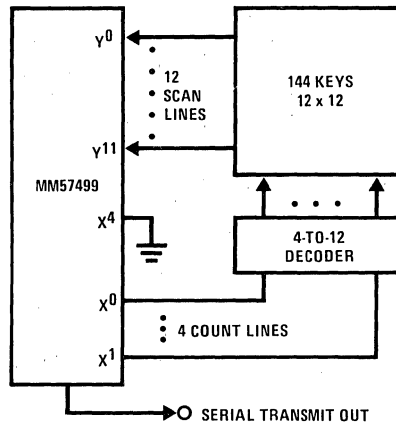 Y0
12
SCAN
LINES
144 KEYS
12 x 12
Y11
MM57499
X4
4-TO-12
DECODER
X0
4 COUNT LINES
X1
SERIAL TRANSMIT OUT